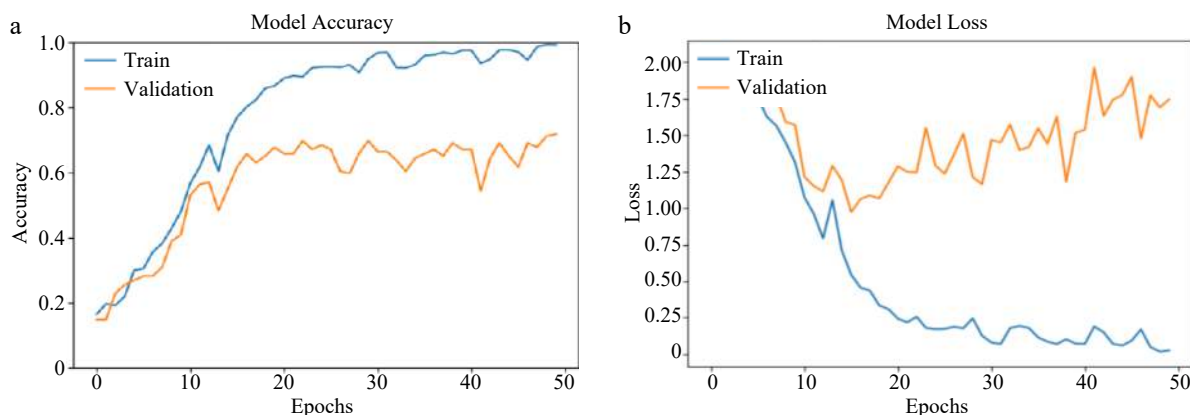 a
Model Accuracy
1.0
0.8
0.6
0.4
0.2
0
Accuracy
Train
Validation
0 10 20 30 40 50
Epochs
b
Model Loss
2.00
1.75
1.50
1.25
1.00
0.75
0.50
0.25
0
Loss
Train
Validation
0 10 20 30 40 50
Epochs